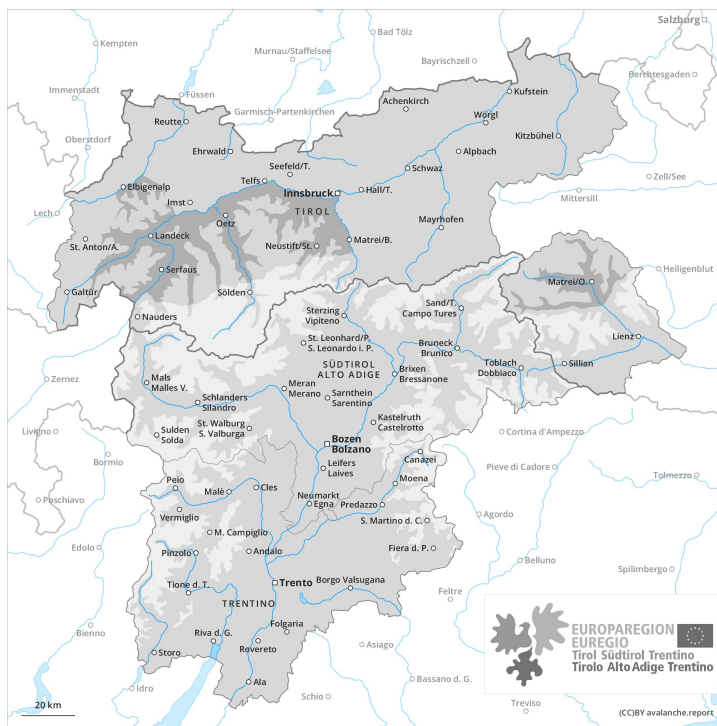 Salzburg
Kempten
Bad Tölz
Murnau/Staffelsee
Bayrischzell
Berchtesgaden
Immenstadt
Füssen
Garmisch-Partenkirchen
Achenkirch
Kufstein
Reutte
Wörgl
Oberstdorf
Kitzbühel
Ehrwald
Alpbach
Seefeld/T.
Schwaz
Zell/See
Telfs
Elbigenalp
Innsbruck
Hall/T.
Mittersill
Imst
TIROL
Lech
Oetz
Mayrhofen
St. Anton/A.
Landeck
Neustift/St.
Matrei/B.
Serfaus
Heiligenblut
Matrei/O.
Galtür
Sölden
Nauders
Sand/T.
Campo Tures
Sterzing
Vipiteno
Lienz
St. Leonhard/P.
S. Leonardo i. P.
Bruneck
Brunico
Toblach
Dobbiaco
Sillian
SÜDTIROL
ALTO ADIGE
Brixen
Bressanone
Zernez
Mals
Malles V.
Meran
Merano
Sarnthein
Sarentino
Schlanders
Silandro
Kastelruth
Castelrotto
St. Walburg
S. Valburga
Livigno
Sulden
Solda
Cortina d'Ampezzo
Bozen
Bolzano
Bormio
Canazei
Pieve di Cadore
Leifers
Laives
Tolmezzo
Moena
Peio
Malè
Cles
Neumarkt
Egna
Predazzo
Poschiavo
Vermiglio
Agordo
S. Martino d. C.
M. Campiglio
Edolo
Pinzolo
Andalo
Fiera d. P.
Belluno
Spilimbergo
Tione d. T.
Trento
Borgo Valsugana
Feltre
TRENTINO
Folgaria
Bienno
Riva d. G.
Rovereto
Asiago
Storo
Bassano d. G.
Ala
Idro
Schio
Treviso
EUROPAREGION
EUREGIO
Tirol Südtirol Trentino
Tirolo Alto Adige Trentino
20 km
(CC)BY avalanche.report